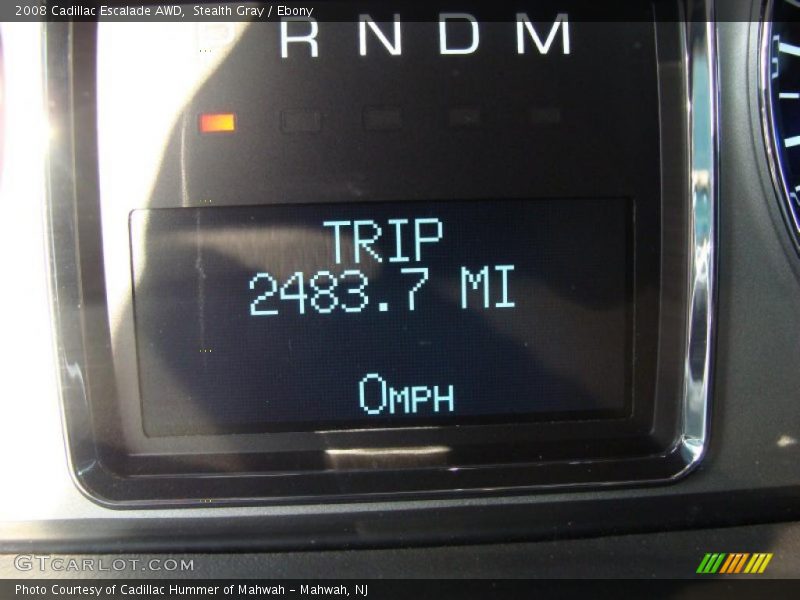 2008 Cadillac Escalade AWD, Stealth Gray / Ebony
P R N D M
TRIP
2483.7 MI
0MPH
GTCARLOT.COM
Photo Courtesy of Cadillac Hummer of Mahwah - Mahwah, NJ